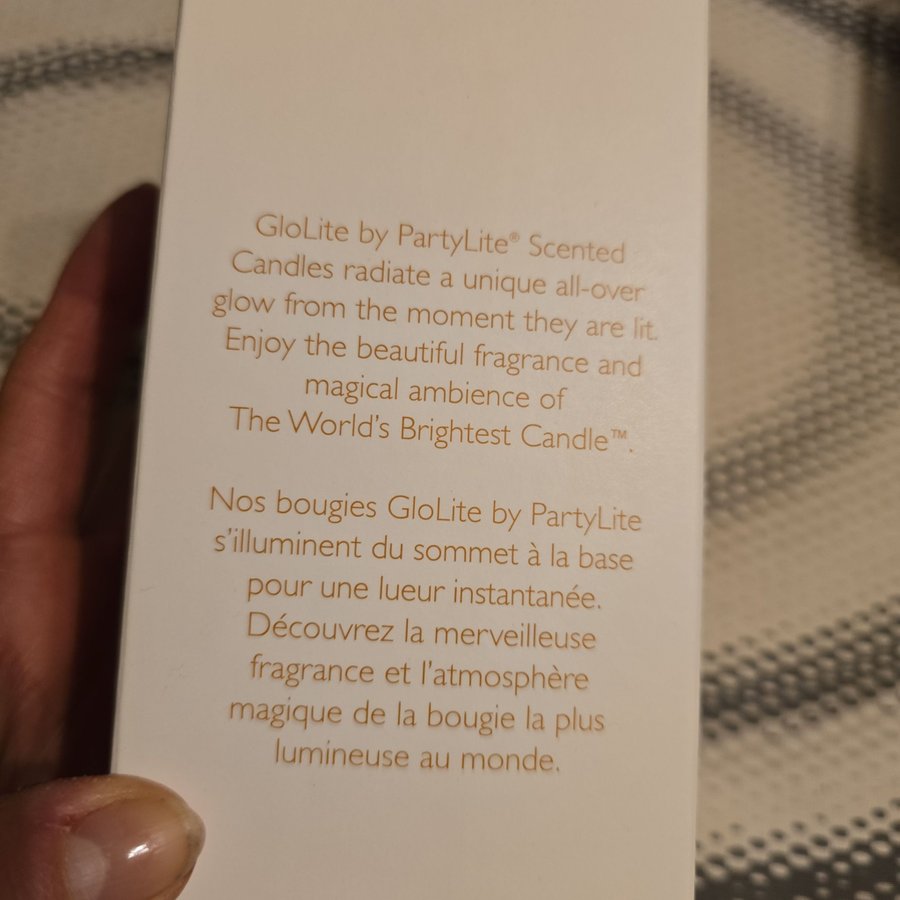 GloLite by PartyLite® Scented
Candles radiate a unique all-over
glow from the moment they are lit.
Enjoy the beautiful fragrance and
magical ambience of
The World's Brightest Candle™.
Nos bougies GloLite by PartyLite
s'illuminent du sommet à la base
pour une lueur instantanée.
Découvrez la merveilleuse
fragrance et l'atmosphère
magique de la bougie la plus
lumineuse au monde.